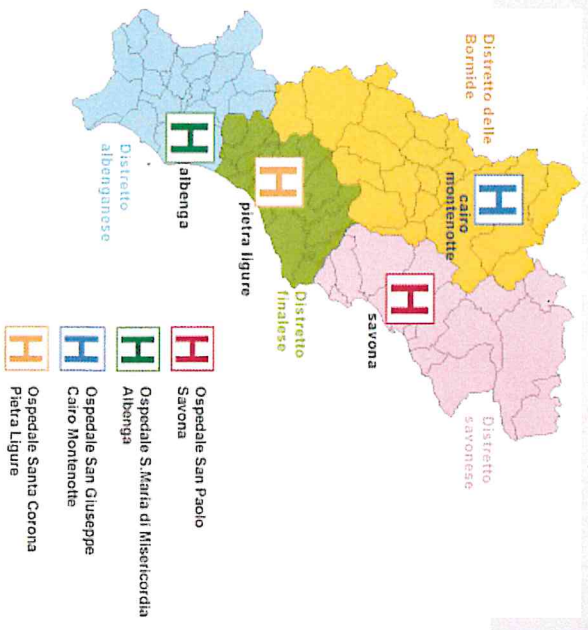 Distretto delle
Bormide
H
cairo
montenotte
H
savona
Distretto
savonese
H
pietra ligure
Distretto
finalese
H
albenga
Distretto
albenganese
H
Ospedale San Paolo
Savona
H
Ospedale S.Maria di Misericordia
Albenga
H
Ospedale San Giuseppe
Cairo Montenotte
H
Ospedale Santa Corona
Pietra Ligure